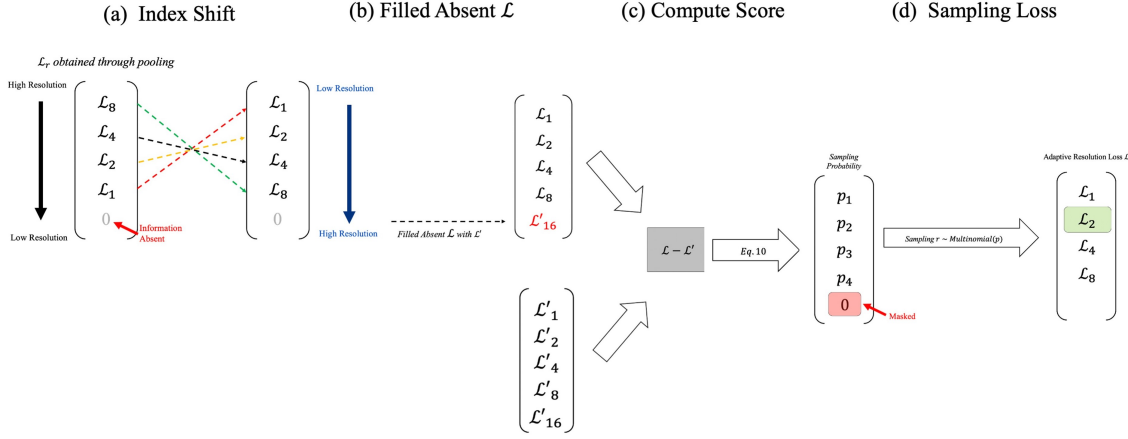 (a) Index Shift
(b) Filled Absent ℒ
(c) Compute Score
(d) Sampling Loss
ℒᵣ obtained through pooling
High Resolution
Low Resolution
ℒ₈
ℒ₄
ℒ₂
ℒ₁
0
Information
Absent
ℒ₁
ℒ₂
ℒ₄
ℒ₈
0
Low Resolution
High Resolution
Filled Absent ℒ with ℒ′
ℒ₁
ℒ₂
ℒ₄
ℒ₈
ℒ′₁₆
ℒ′₁
ℒ′₂
ℒ′₄
ℒ′₈
ℒ′₁₆
ℒ − ℒ′
Eq. 10
Sampling
Probability
p₁
p₂
p₃
p₄
0
Masked
Sampling r ~ Multinomial(p)
Adaptive Resolution Loss ℒ
ℒ₁
ℒ₂
ℒ₄
ℒ₈